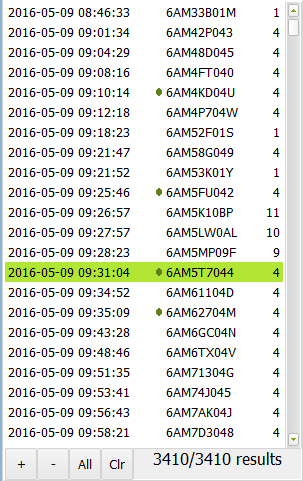 2016-05-09 08:46:33 6AM33B01M 1
2016-05-09 09:01:34 6AM42P043 4
2016-05-09 09:04:29 6AM48D045 4
2016-05-09 09:08:16 6AM4FT040 4
2016-05-09 09:10:14 6AM4KD04U 4
2016-05-09 09:12:18 6AM4P704W 4
2016-05-09 09:18:23 6AM52F01S 1
2016-05-09 09:21:47 6AM58G049 4
2016-05-09 09:21:52 6AM53K01Y 1
2016-05-09 09:25:46 6AM5FU042 4
2016-05-09 09:26:57 6AM5K10BP 11
2016-05-09 09:27:57 6AM5LW0AL 10
2016-05-09 09:28:23 6AM5MP09F 9
2016-05-09 09:31:04 6AM5T7044 4
2016-05-09 09:34:52 6AM61104D 4
2016-05-09 09:35:09 6AM62704M 4
2016-05-09 09:43:28 6AM6GC04N 4
2016-05-09 09:48:46 6AM6TX04V 4
2016-05-09 09:51:35 6AM71304G 4
2016-05-09 09:53:41 6AM74J045 4
2016-05-09 09:56:43 6AM7AK04J 4
2016-05-09 09:58:21 6AM7D3048 4
+ - All Clr 3410/3410 results